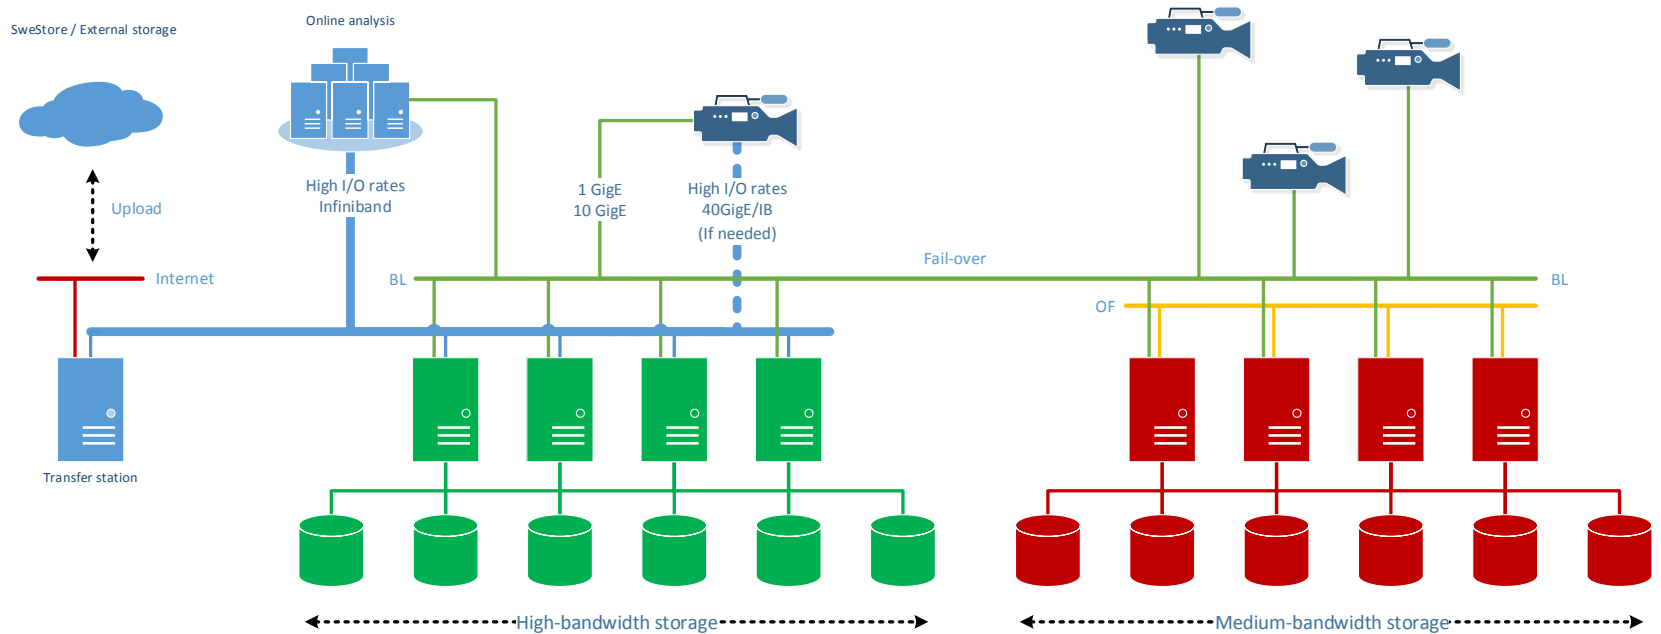 SweStore / External storage
Online analysis
High I/O rates
Infiniband
Upload
1 GigE
10 GigE
High I/O rates
40GigE/IB
(If needed)
Fail-over
Internet
BL
BL
OF
Transfer station
High-bandwidth storage
Medium-bandwidth storage